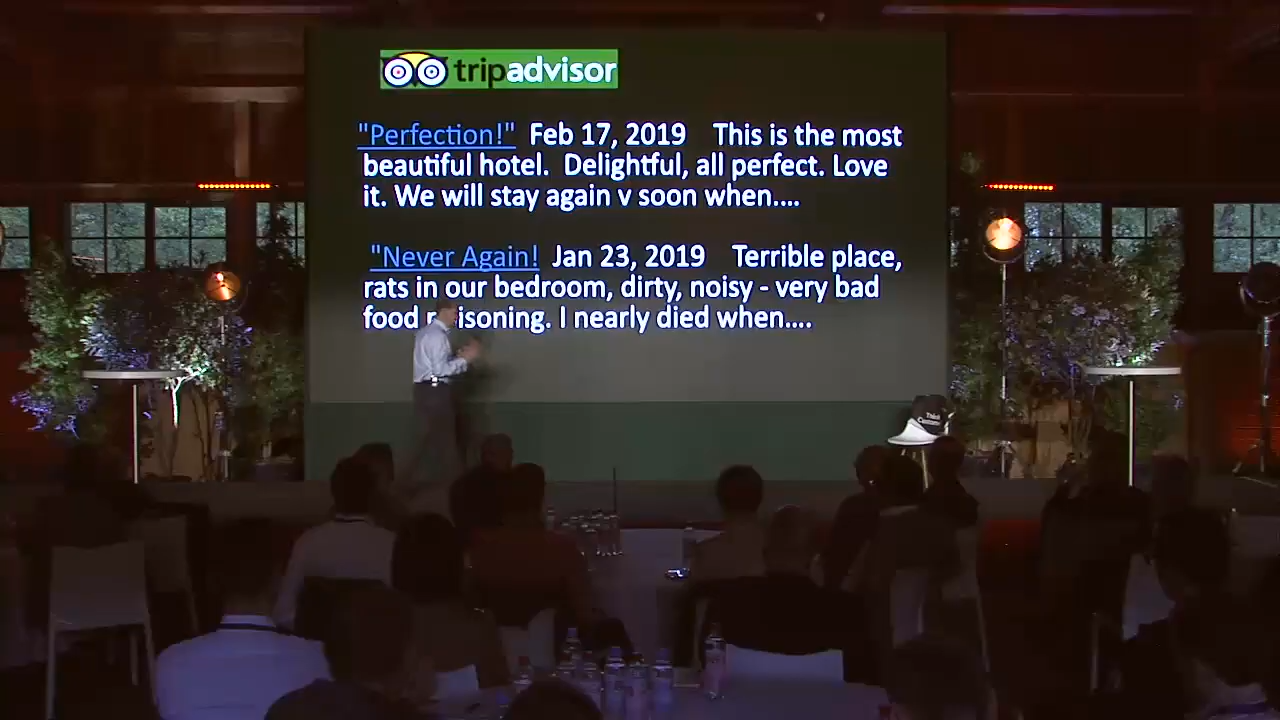 tripadvisor
"Perfection!" Feb 17, 2019 This is the most
beautiful hotel. Delightful, all perfect. Love
it. We will stay again v soon when....
"Never Again! Jan 23, 2019 Terrible place,
rats in our bedroom, dirty, noisy - very bad
food poisoning. I nearly died when....
Think